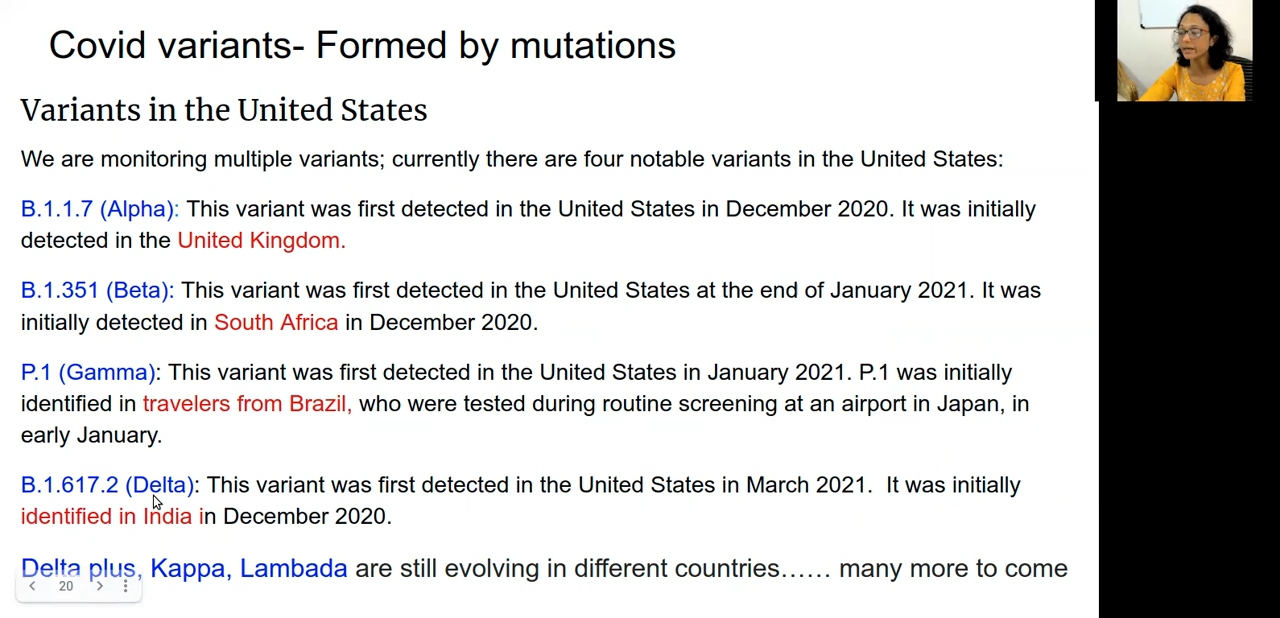 Covid variants- Formed by mutations
Variants in the United States
We are monitoring multiple variants; currently there are four notable variants in the United States:
B.1.1.7 (Alpha): This variant was first detected in the United States in December 2020. It was initially
detected in the United Kingdom.
B.1.351 (Beta): This variant was first detected in the United States at the end of January 2021. It was
initially detected in South Africa in December 2020.
P.1 (Gamma): This variant was first detected in the United States in January 2021. P.1 was initially
identified in travelers from Brazil, who were tested during routine screening at an airport in Japan, in
early January.
B.1.617.2 (Delta): This variant was first detected in the United States in March 2021. It was initially
identified in India in December 2020.
Delta plus, Kappa, Lambada are still evolving in different countries…… many more to come
20